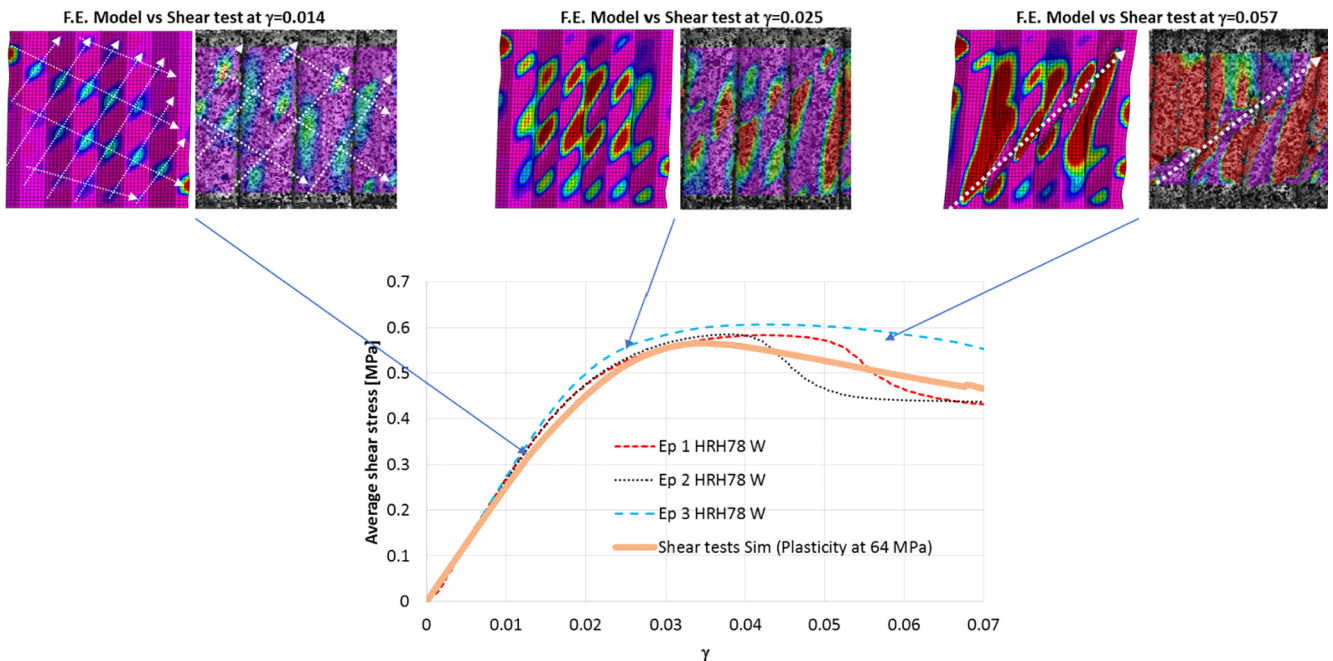 F.E. Model vs Shear test at γ=0.014
F.E. Model vs Shear test at γ=0.025
F.E. Model vs Shear test at γ=0.057
Average shear stress [MPa]
0.7
0.6
0.5
0.4
0.3
0.2
0.1
0
Ep 1 HRH78 W
Ep 2 HRH78 W
Ep 3 HRH78 W
Shear tests Sim (Plasticity at 64 MPa)
0 0.01 0.02 0.03 0.04 0.05 0.06 0.07
γ